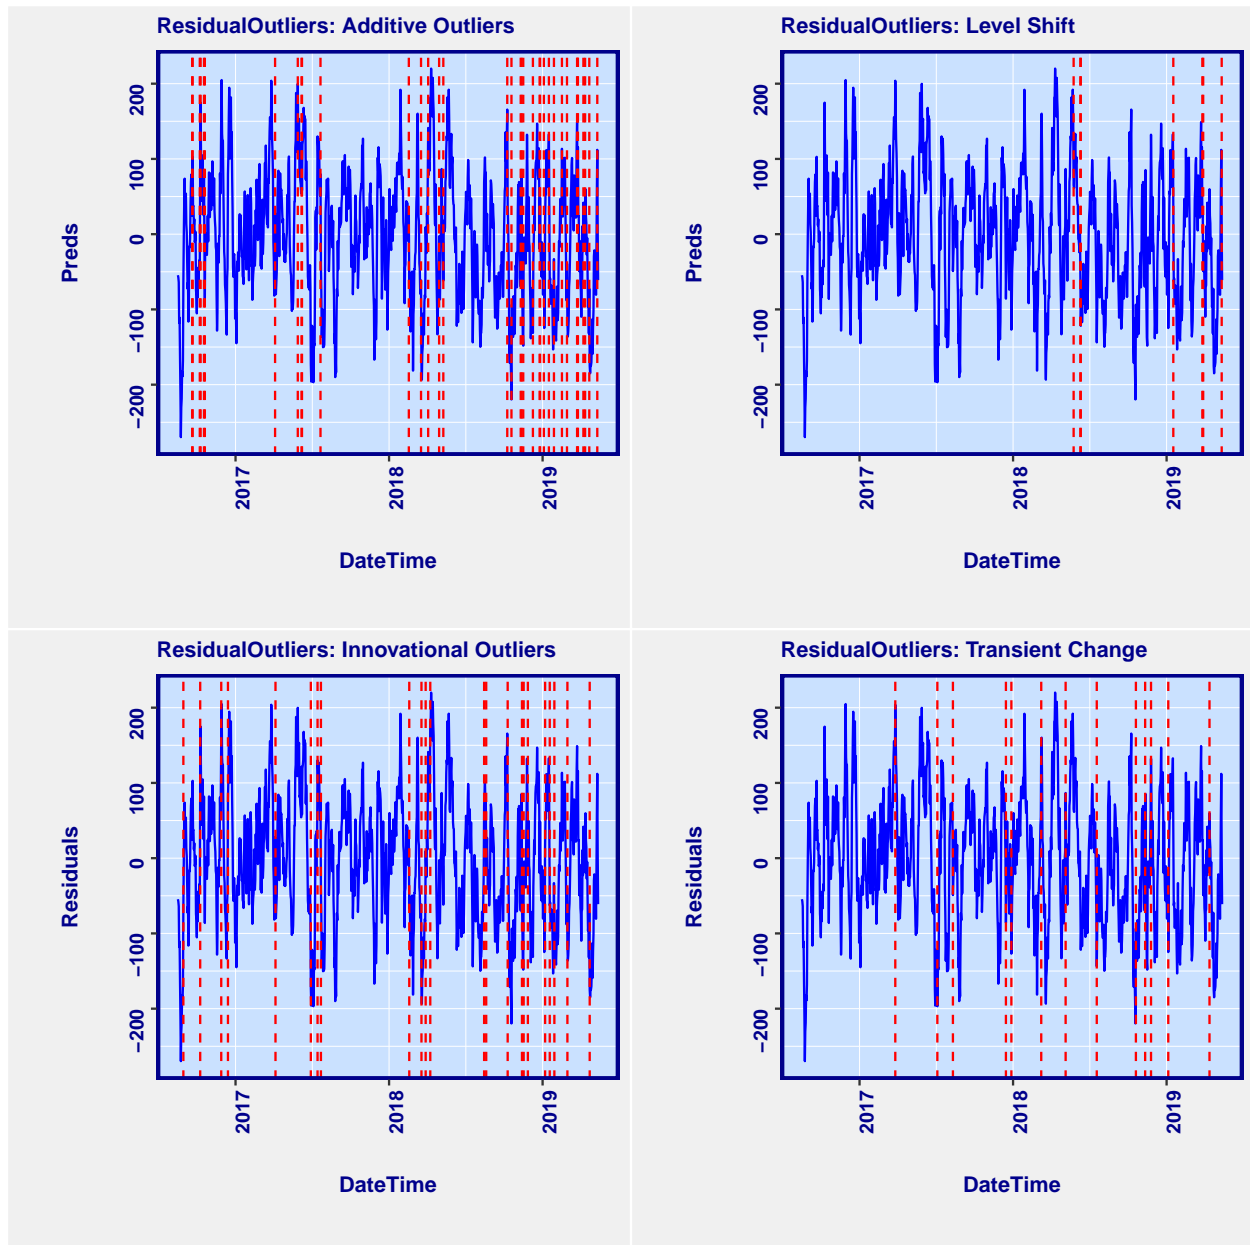 ResidualOutliers: Additive Outliers
Preds
200
100
0
−100
−200
2017
2018
2019
DateTime
ResidualOutliers: Level Shift
Preds
200
100
0
−100
−200
2017
2018
2019
DateTime
ResidualOutliers: Innovational Outliers
Residuals
200
100
0
−100
−200
2017
2018
2019
DateTime
ResidualOutliers: Transient Change
Residuals
200
100
0
−100
−200
2017
2018
2019
DateTime